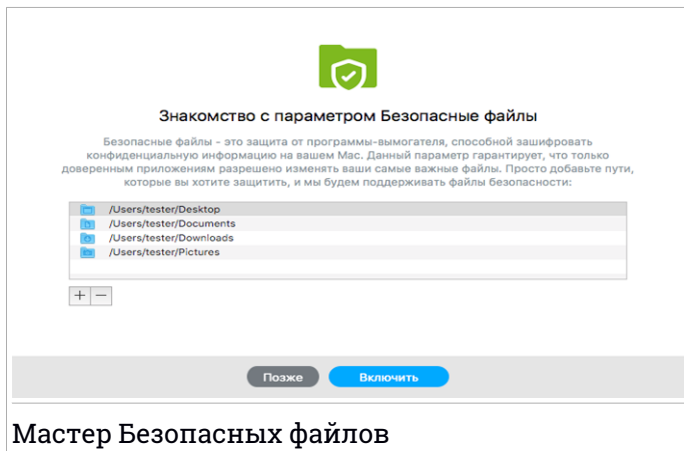 Знакомство с параметром Безопасные файлы
Безопасные файлы - это защита от программы-вымогателя, способной зашифровать
конфиденциальную информацию на вашем Mac. Данный параметр гарантирует, что только
доверенным приложениям разрешено изменять ваши самые важные файлы. Просто добавьте пути,
которые вы хотите защитить, и мы будем поддерживать файлы безопасности:
/Users/tester/Desktop
/Users/tester/Documents
/Users/tester/Downloads
/Users/tester/Pictures
+ −
Позже Включить
Мастер Безопасных файлов